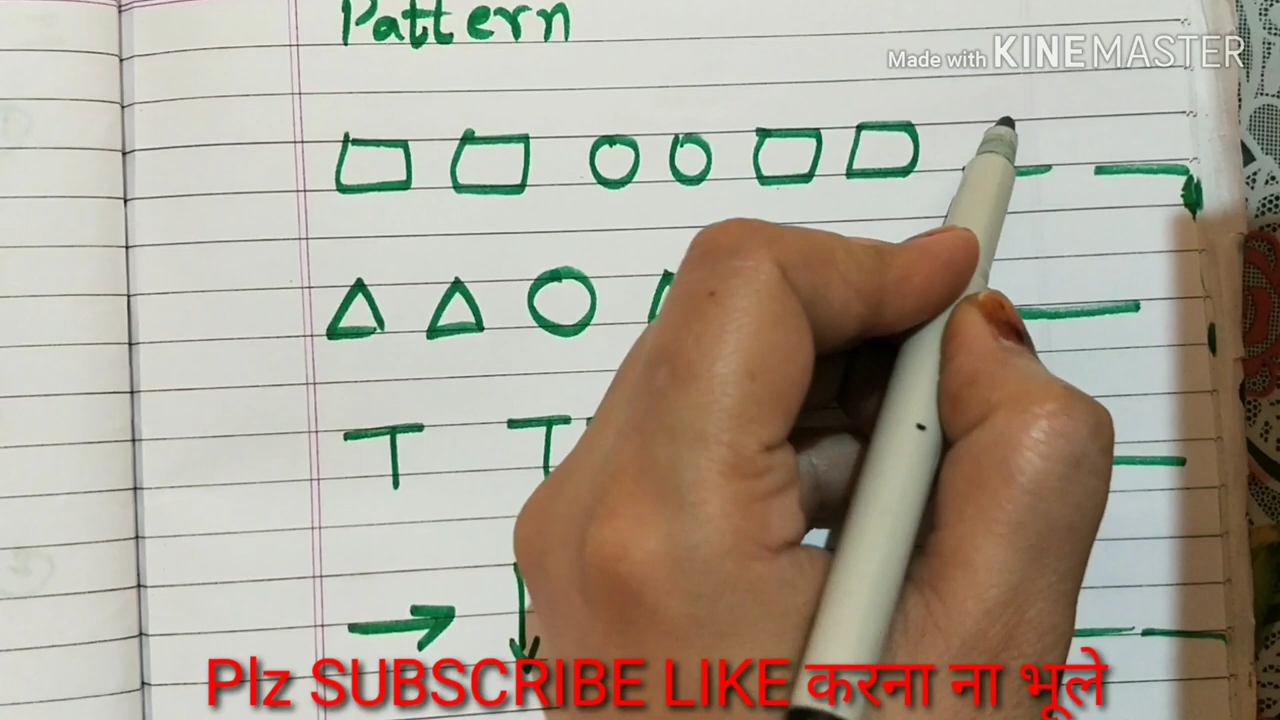 Pattern
Made with KINEMASTER
T T
Plz SUBSCRIBE LIKE करना ना भूले